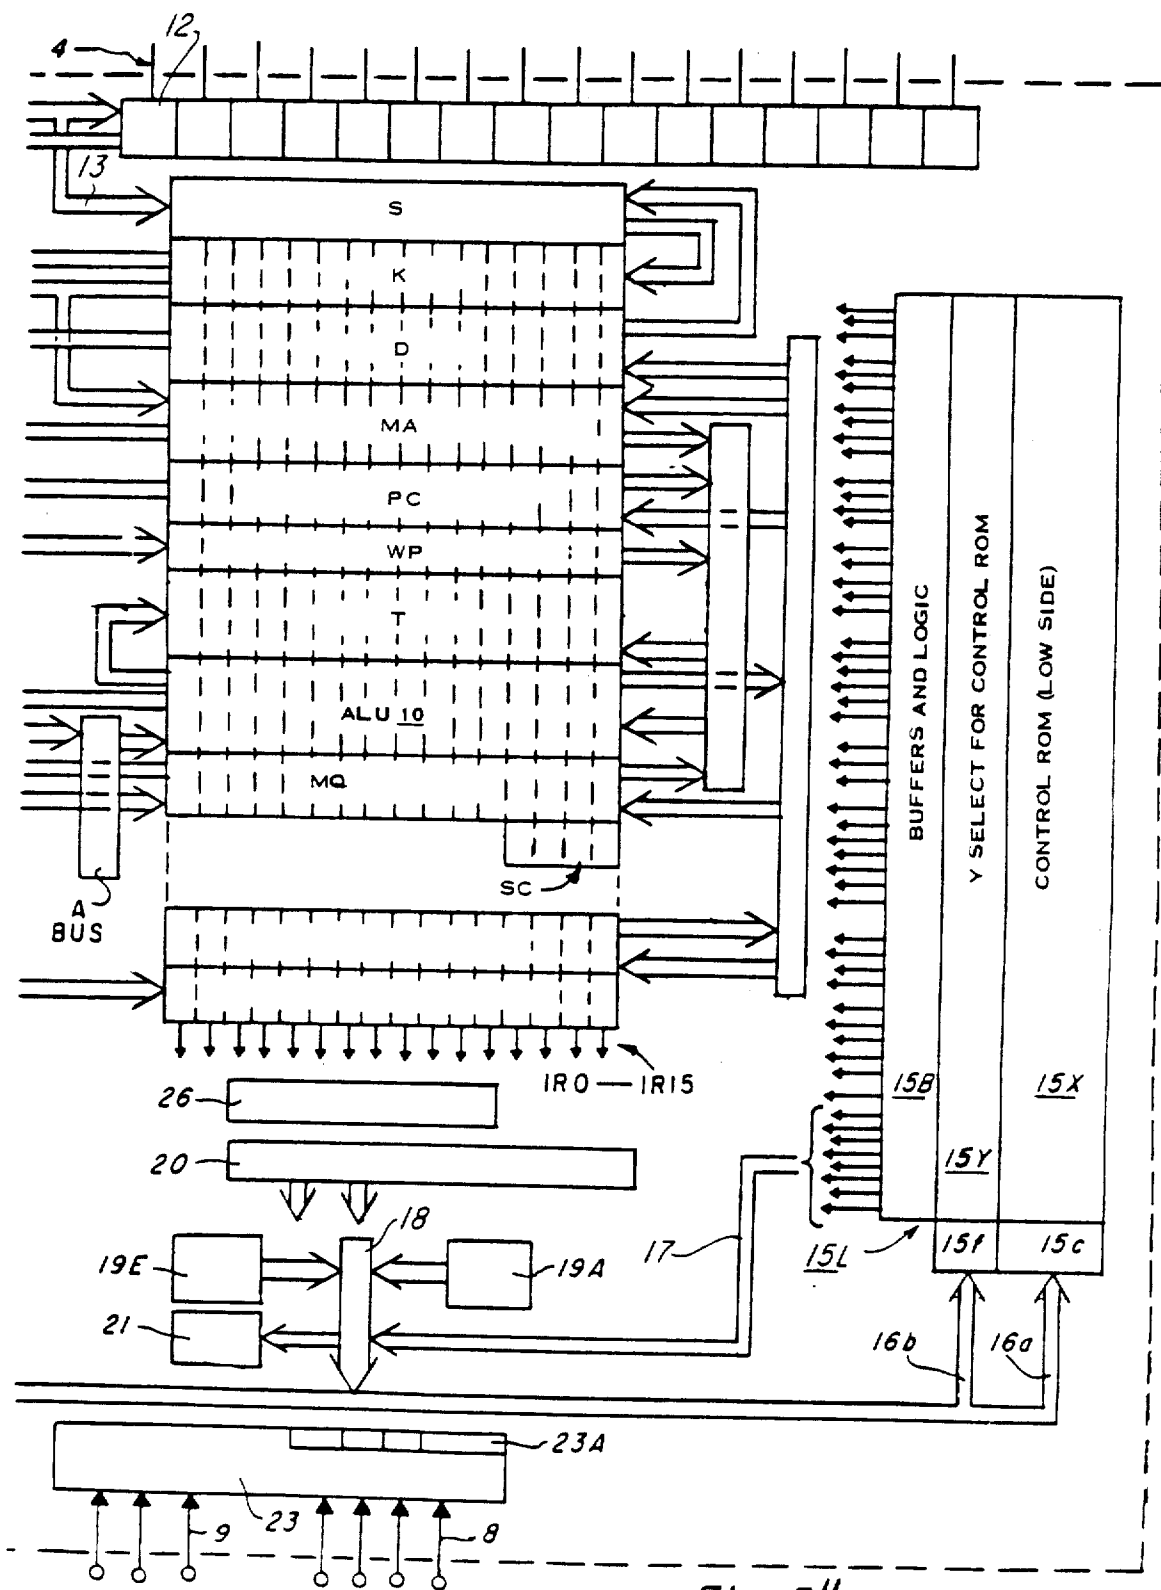 12
4
13
S
K
D
MA
PC
WP
T
ALU 10
MQ
SC
A
BUS
IR0 — IR15
26
20
18
19E
19A
21
17
BUFFERS AND LOGIC
Y SELECT FOR CONTROL ROM
CONTROL ROM (LOW SIDE)
15B
15X
15Y
15L
15f
15c
16b
16a
23A
23
9
8